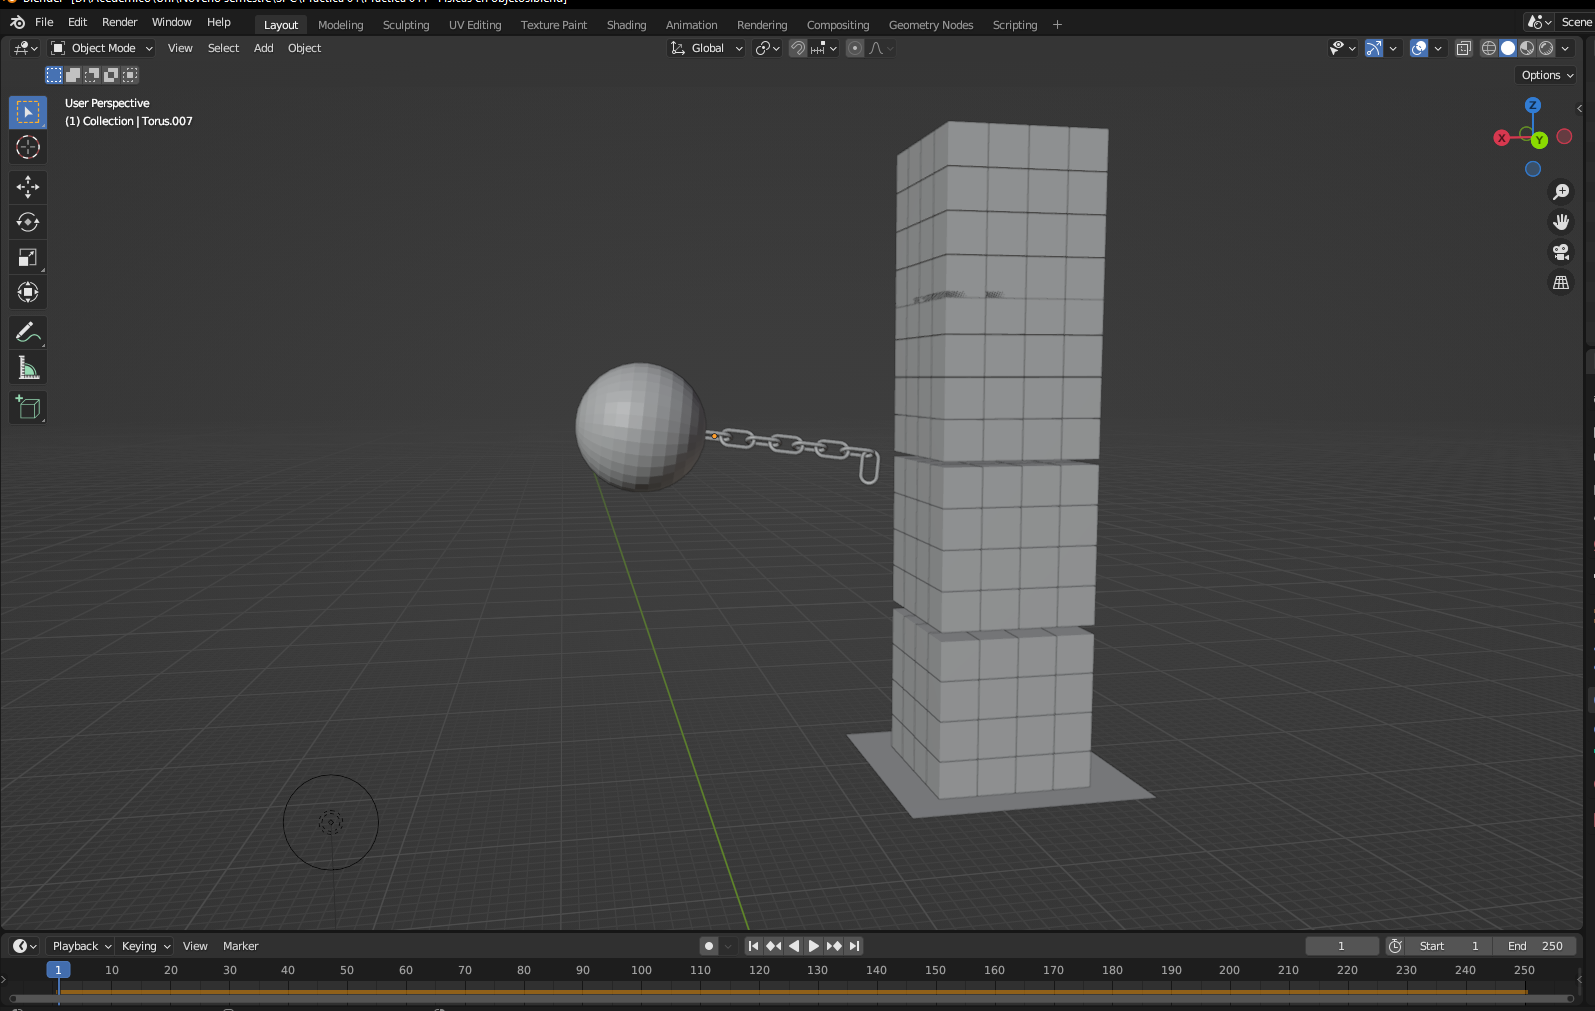 File Edit Render Window Help
Layout Modeling Sculpting UV Editing Texture Paint Shading Animation Rendering Compositing Geometry Nodes Scripting +
Scene
Object Mode View Select Add Object
Global
Options
User Perspective
(1) Collection | Torus.007
Z
X
Y
Playback Keying View Marker
1
Start 1
End 250
1 10 20 30 40 50 60 70 80 90 100 110 120 130 140 150 160 170 180 190 200 210 220 230 240 250